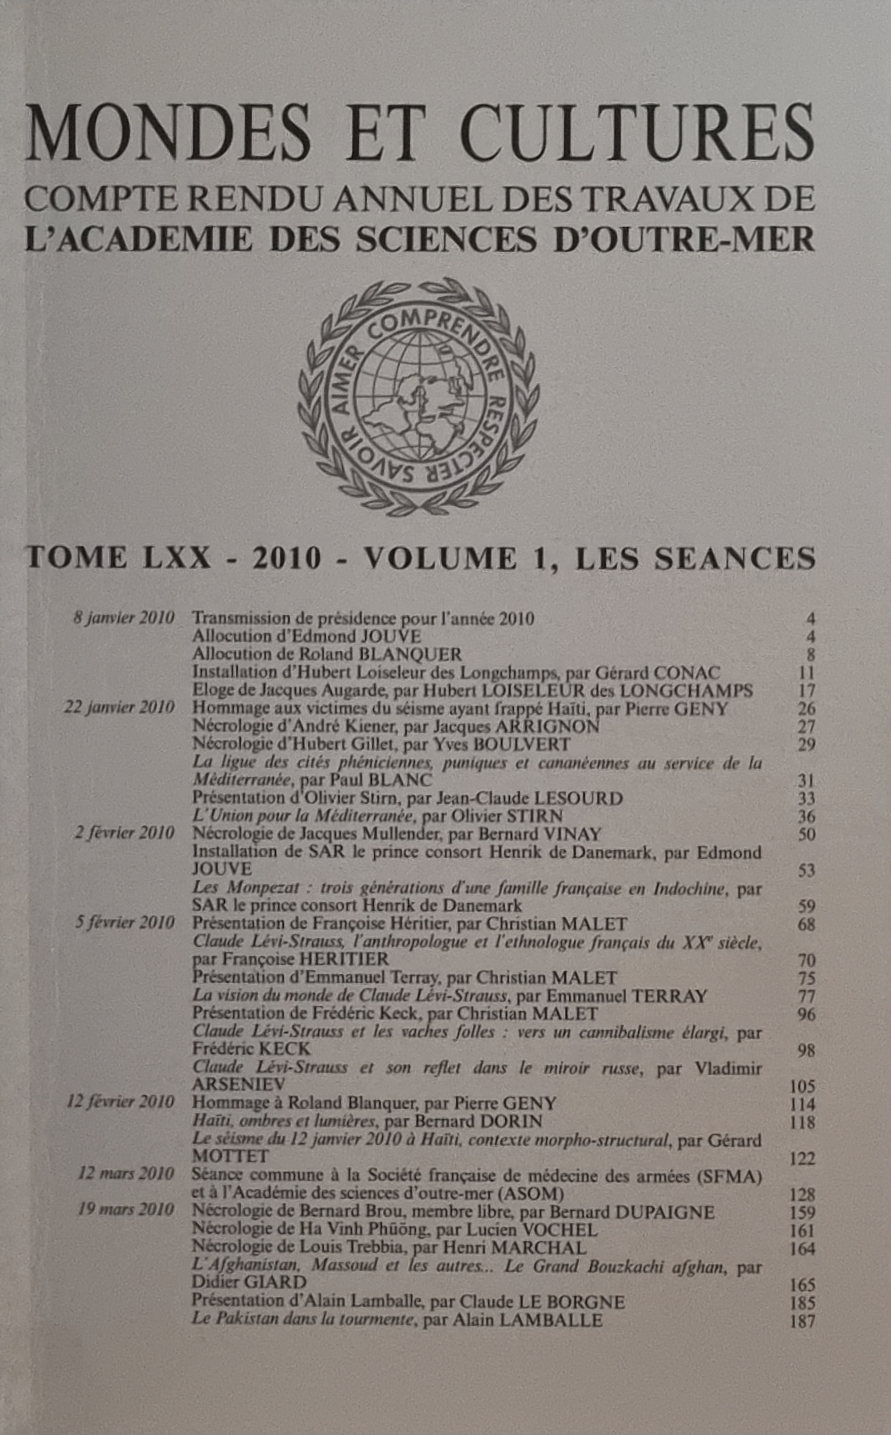 MONDES ET CULTURES
COMPTE RENDU ANNUEL DES TRAVAUX DE
L'ACADEMIE DES SCIENCES D'OUTRE-MER
SAVOIR AIMER COMPRENDRE RESPECTER
TOME LXX - 2010 - VOLUME 1, LES SEANCES
8 janvier 2010 Transmission de présidence pour l'année 2010 4
Allocution d'Edmond JOUVE 4
Allocution de Roland BLANQUER 8
Installation d'Hubert Loiseleur des Longchamps, par Gérard CONAC 11
Eloge de Jacques Augarde, par Hubert LOISELEUR des LONGCHAMPS 17
22 janvier 2010 Hommage aux victimes du séisme ayant frappé Haïti, par Pierre GENY 26
Nécrologie d'André Kiener, par Jacques ARRIGNON 27
Nécrologie d'Hubert Gillet, par Yves BOULVERT 29
La ligue des cités phéniciennes, puniques et cananéennes au service de la
Méditerranée, par Paul BLANC 31
Présentation d'Olivier Stirn, par Jean-Claude LESOURD 33
L'Union pour la Méditerranée, par Olivier STIRN 36
2 février 2010 Nécrologie de Jacques Mullender, par Bernard VINAY 50
Installation de SAR le prince consort Henrik de Danemark, par Edmond
JOUVE 53
Les Monpezat : trois générations d'une famille française en Indochine, par
SAR le prince consort Henrik de Danemark 59
5 février 2010 Présentation de Françoise Héritier, par Christian MALET 68
Claude Lévi-Strauss, l'anthropologue et l'ethnologue français du XXe siècle,
par Françoise HERITIER 70
Présentation d'Emmanuel Terray, par Christian MALET 75
La vision du monde de Claude Lévi-Strauss, par Emmanuel TERRAY 77
Présentation de Frédéric Keck, par Christian MALET 96
Claude Lévi-Strauss et les vaches folles : vers un cannibalisme élargi, par
Frédéric KECK 98
Claude Lévi-Strauss et son reflet dans le miroir russe, par Vladimir
ARSENIEV 105
12 février 2010 Hommage à Roland Blanquer, par Pierre GENY 114
Haïti, ombres et lumières, par Bernard DORIN 118
Le séisme du 12 janvier 2010 à Haïti, contexte morpho-structural, par Gérard
MOTTET 122
12 mars 2010 Séance commune à la Société française de médecine des armées (SFMA)
et à l'Académie des sciences d'outre-mer (ASOM) 128
19 mars 2010 Nécrologie de Bernard Brou, membre libre, par Bernard DUPAIGNE 159
Nécrologie de Ha Vinh Phüöng, par Lucien VOCHEL 161
Nécrologie de Louis Trebbia, par Henri MARCHAL 164
L'Afghanistan, Massoud et les autres... Le Grand Bouzkachi afghan, par
Didier GIARD 165
Présentation d'Alain Lamballe, par Claude LE BORGNE 185
Le Pakistan dans la tourmente, par Alain LAMBALLE 187